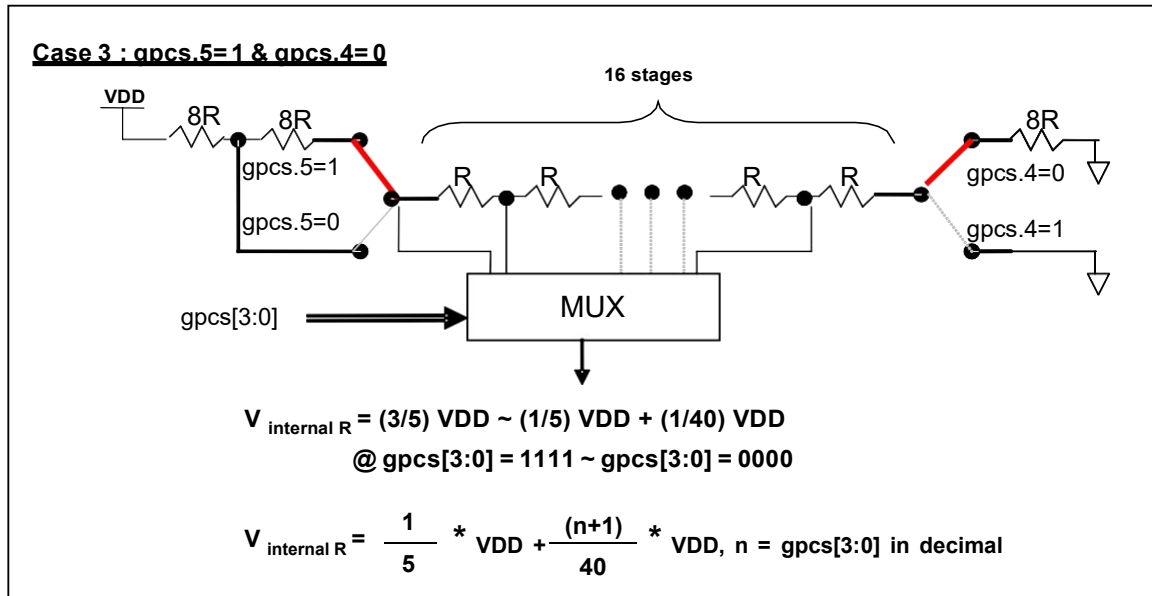 Case 3 : gpcs.5= 1 & gpcs.4= 0
16 stages
VDD
8R
8R
8R
gpcs.5=1
R
R
R
R
gpcs.4=0
gpcs.5=0
gpcs.4=1
gpcs[3:0]
MUX
V internal R = (3/5) VDD ~ (1/5) VDD + (1/40) VDD
@ gpcs[3:0] = 1111 ~ gpcs[3:0] = 0000
V internal R = 1/5 * VDD + (n+1)/40 * VDD, n = gpcs[3:0] in decimal